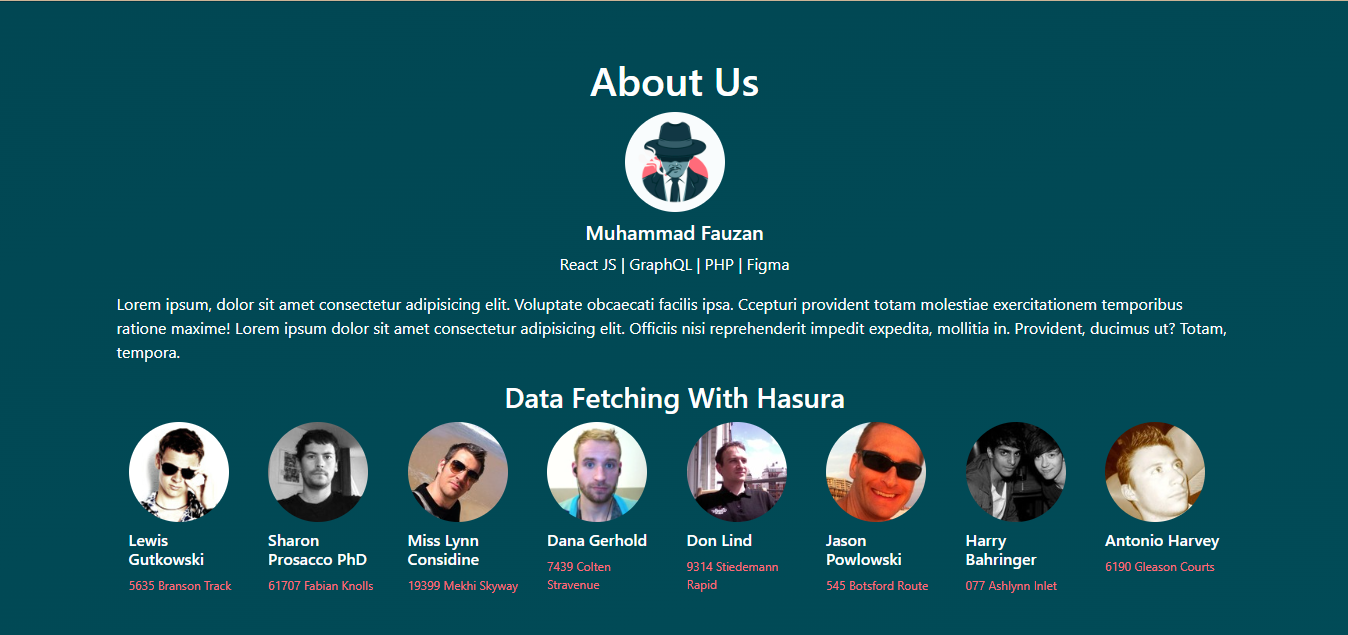 About Us
Muhammad Fauzan
React JS | GraphQL | PHP | Figma
Lorem ipsum, dolor sit amet consectetur adipisicing elit. Voluptate obcaecati facilis ipsa. Ccepturi provident totam molestiae exercitationem temporibus
ratione maxime! Lorem ipsum dolor sit amet consectetur adipisicing elit. Officiis nisi reprehenderit impedit expedita, mollitia in. Provident, ducimus ut? Totam,
tempora.
Data Fetching With Hasura
Lewis
Gutkowski
5635 Branson Track
Sharon
Prosacco PhD
61707 Fabian Knolls
Miss Lynn
Considine
19399 Mekhi Skyway
Dana Gerhold
7439 Colten
Stravenue
Don Lind
9314 Stiedemann
Rapid
Jason
Powlowski
545 Botsford Route
Harry
Bahringer
077 Ashlynn Inlet
Antonio Harvey
6190 Gleason Courts